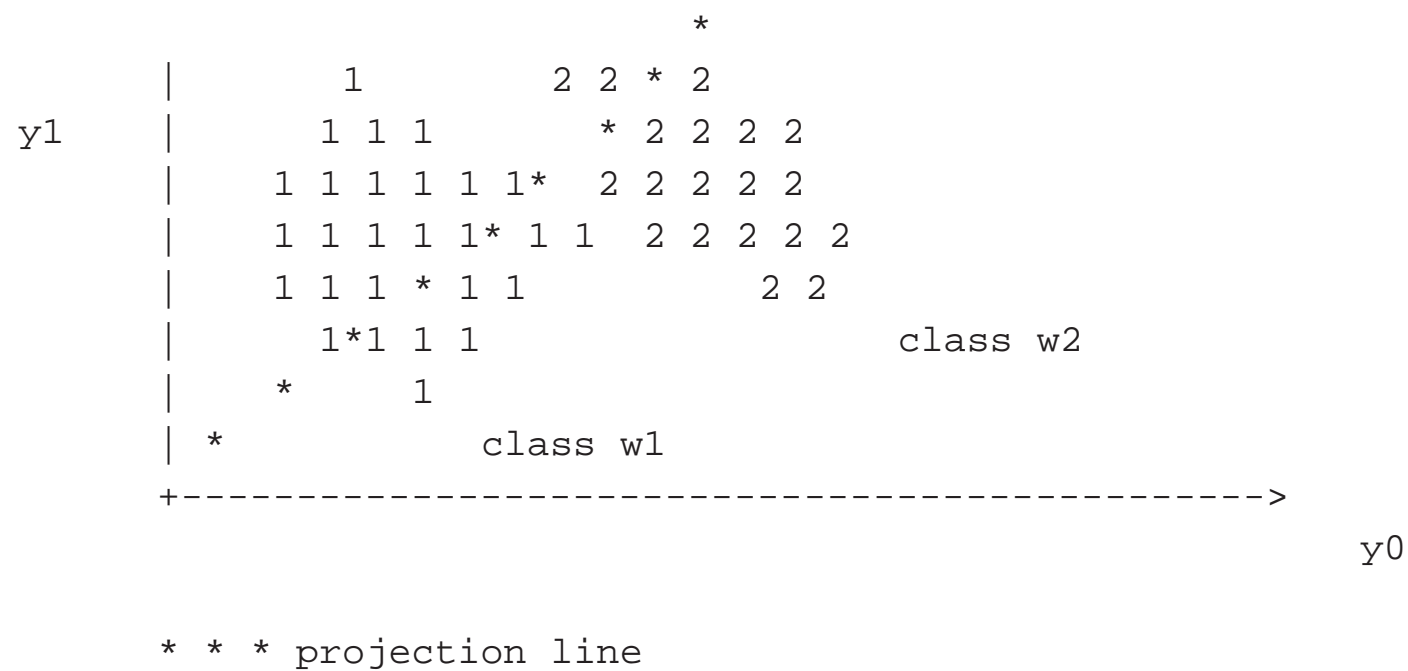 *
      |       1        2 2 * 2
y1    |      1 1 1       * 2 2 2 2
      |    1 1 1 1 1 1*  2 2 2 2 2
      |    1 1 1 1 1* 1 1  2 2 2 2 2
      |    1 1 1 * 1 1          2 2
      |      1*1 1 1                  class w2
      |    *     1
      | *           class w1
      +----------------------------------------------->
                                                          y0
      * * * projection line